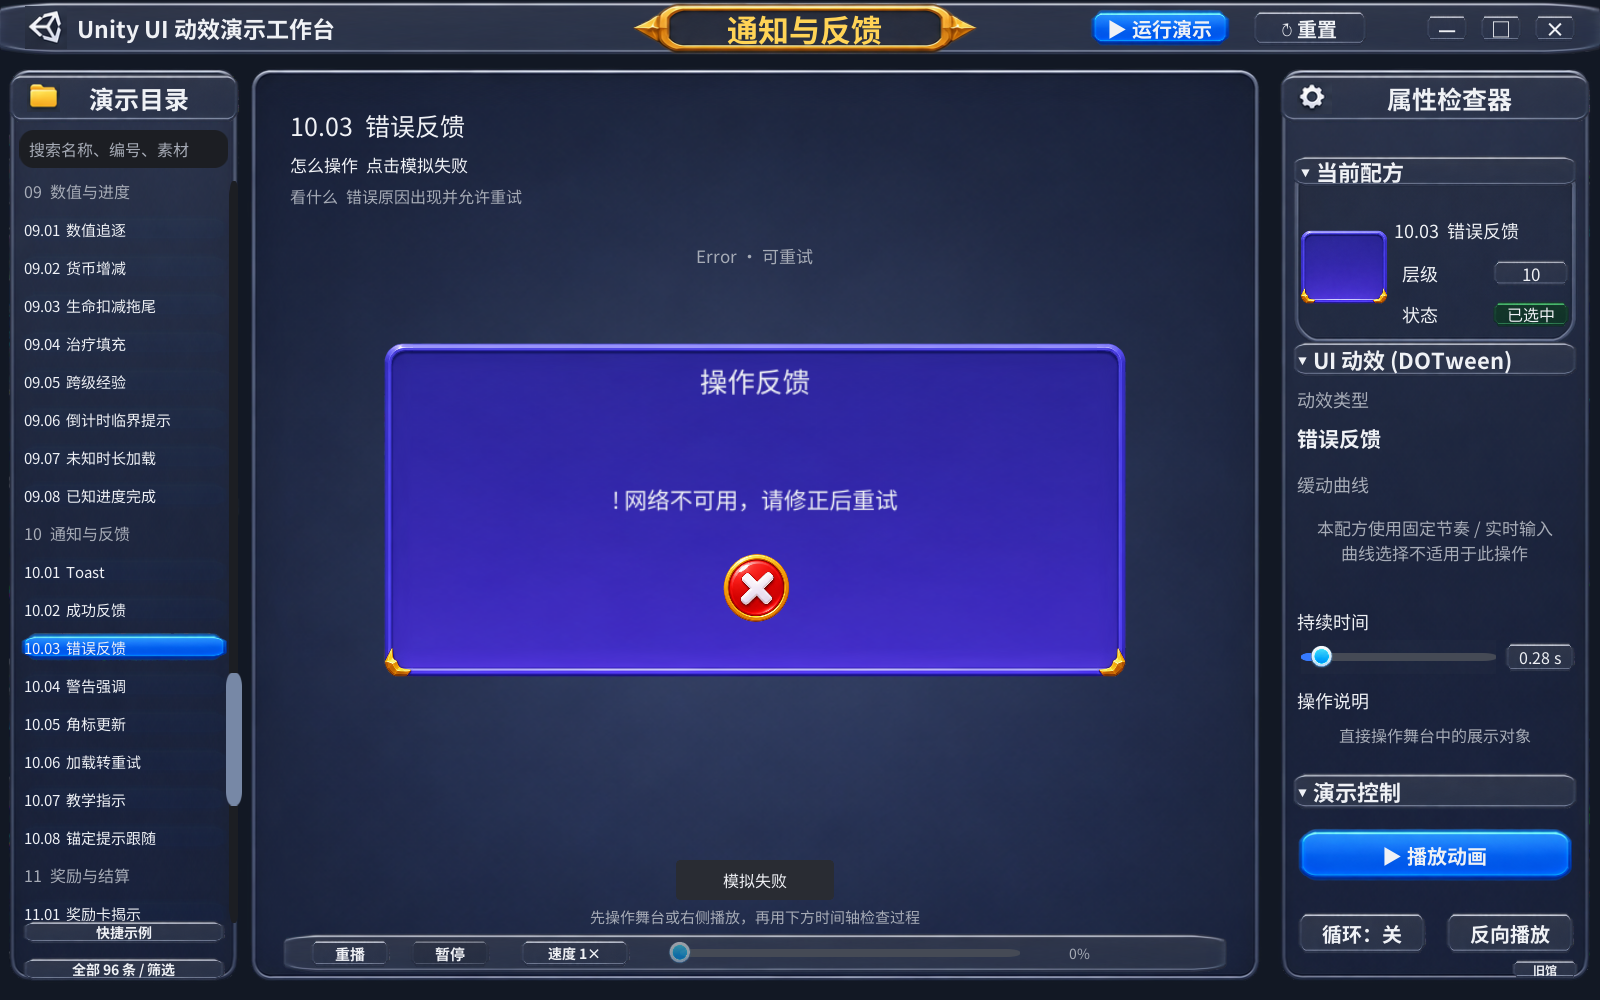 Unity UI 动效演示工作台
通知与反馈
▶ 运行演示
↻ 重置
演示目录
搜索名称、编号、素材
09 数值与进度
09.01 数值追逐
09.02 货币增减
09.03 生命扣减拖尾
09.04 治疗填充
09.05 跨级经验
09.06 倒计时临界提示
09.07 未知时长加载
09.08 已知进度完成
10 通知与反馈
10.01 Toast
10.02 成功反馈
10.03 错误反馈
10.04 警告强调
10.05 角标更新
10.06 加载转重试
10.07 教学指示
10.08 锚定提示跟随
11 奖励与结算
11.01 奖励卡揭示
快捷示例
全部 96 条 / 筛选
10.03 错误反馈
怎么操作 点击模拟失败
看什么 错误原因出现并允许重试
Error · 可重试
操作反馈
! 网络不可用，请修正后重试
模拟失败
先操作舞台或右侧播放，再用下方时间轴检查过程
重播
暂停
速度 1×
0%
属性检查器
▼ 当前配方
10.03 错误反馈
层级 10
状态 已选中
▼ UI 动效 (DOTween)
动效类型
错误反馈
缓动曲线
本配方使用固定节奏 / 实时输入
曲线选择不适用于此操作
持续时间
0.28 s
操作说明
直接操作舞台中的展示对象
▼ 演示控制
▶ 播放动画
循环：关
反向播放
旧馆